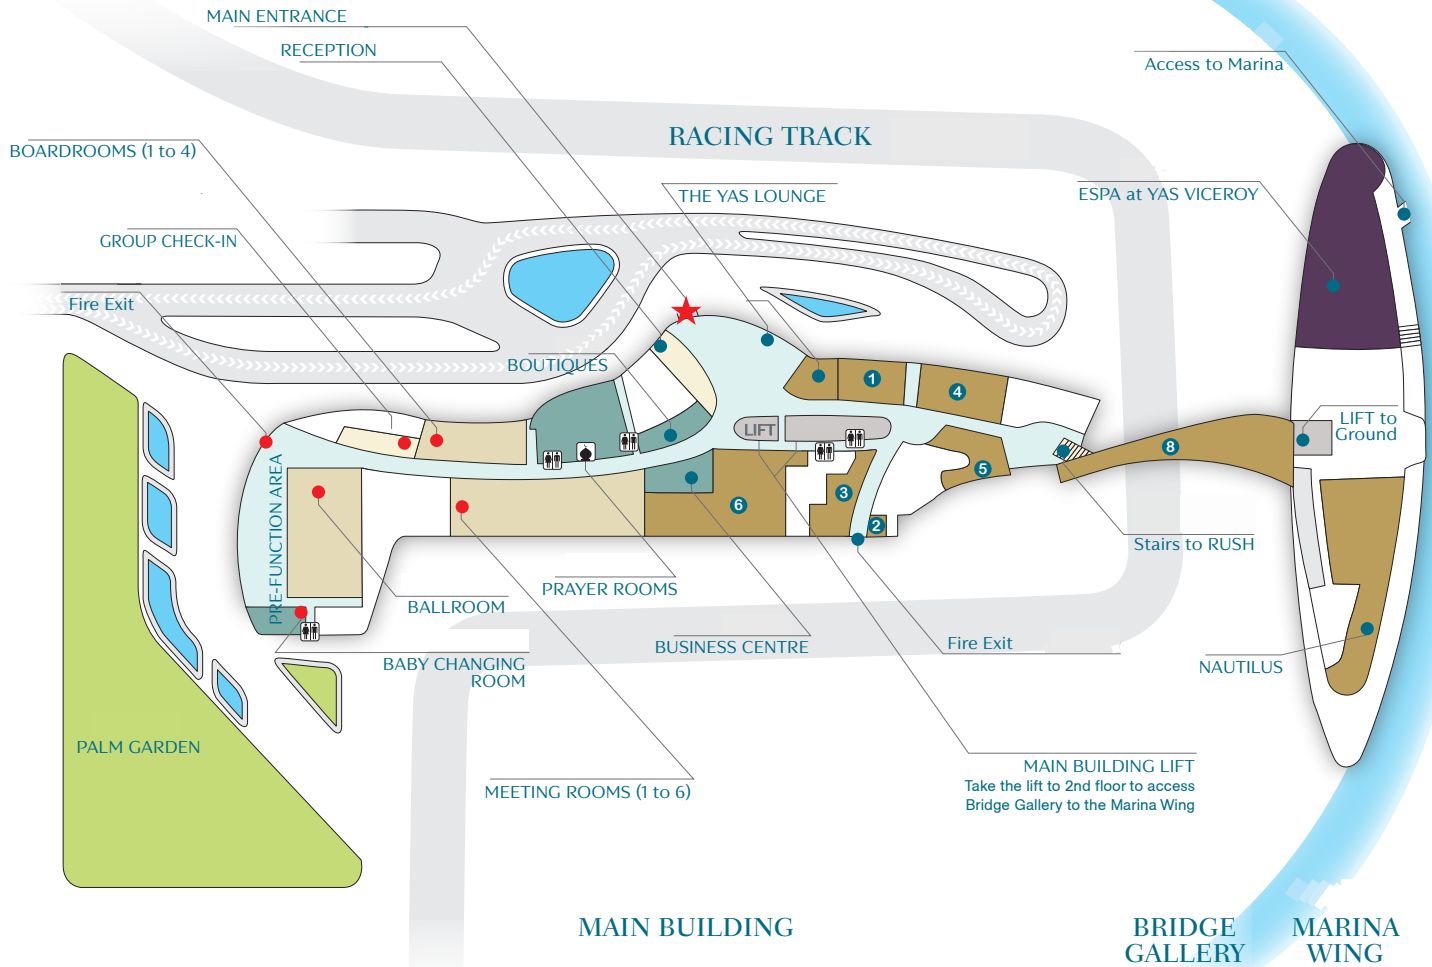 MAIN ENTRANCE
RECEPTION
Access to Marina
RACING TRACK
BOARDROOMS (1 to 4)
THE YAS LOUNGE
ESPA at YAS VICEROY
GROUP CHECK-IN
Fire Exit
BOUTIQUES
1
4
LIFT
LIFT to
Ground
8
5
PRE-FUNCTION AREA
6
3
2
Stairs to RUSH
PRAYER ROOMS
BALLROOM
BUSINESS CENTRE
Fire Exit
BABY CHANGING
ROOM
NAUTILUS
PALM GARDEN
MAIN BUILDING LIFT
Take the lift to 2nd floor to access
Bridge Gallery to the Marina Wing
MEETING ROOMS (1 to 6)
MAIN BUILDING
BRIDGE
GALLERY
MARINA
WING